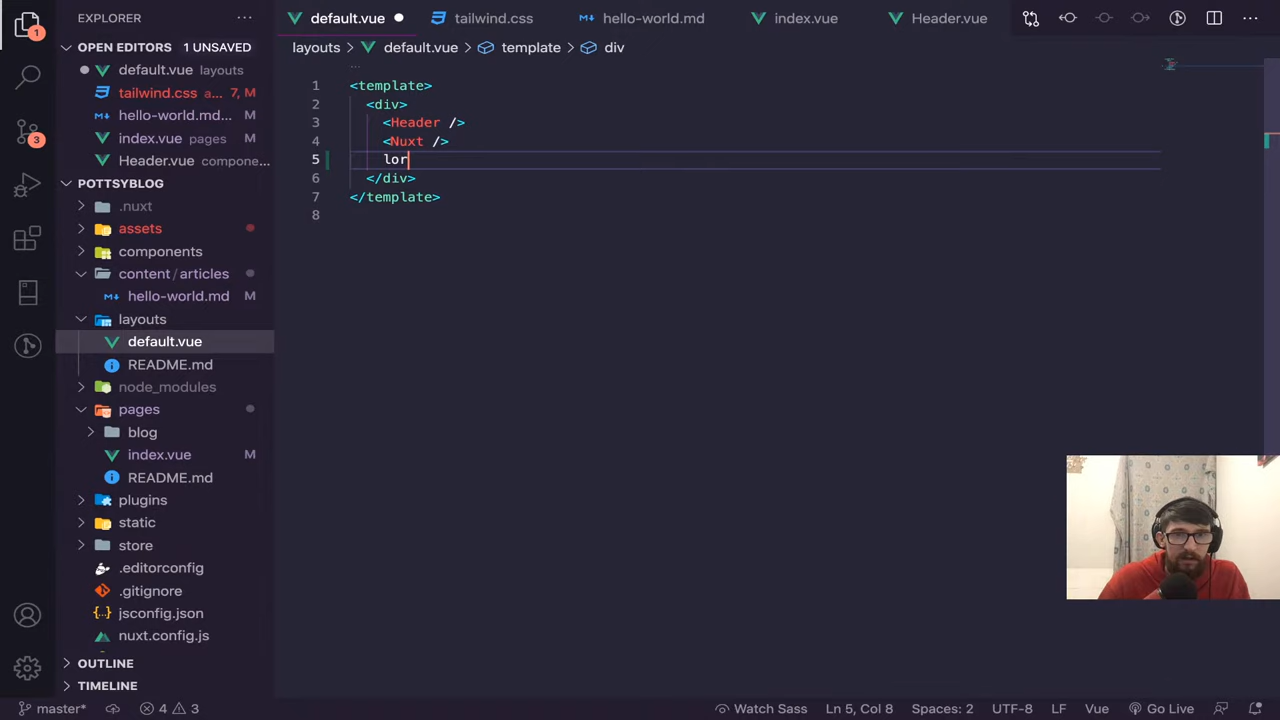 EXPLORER
OPEN EDITORS 1 UNSAVED
default.vue layouts
tailwind.css a... 7, M
hello-world.md... M
index.vue pages M
Header.vue compone...
POTTSYBLOG
.nuxt
assets
components
content/articles
hello-world.md M
layouts
default.vue
README.md
node_modules
pages
blog
index.vue M
README.md
plugins
static
store
.editorconfig
.gitignore
jsconfig.json
nuxt.config.js
OUTLINE
TIMELINE
1
3
default.vue
tailwind.css
hello-world.md
index.vue
Header.vue
layouts > default.vue > template > div
1 <template>
2 <div>
3 <Header />
4 <Nuxt />
5 lor
6 </div>
7 </template>
8
master* 4 3 Watch Sass Ln 5, Col 8 Spaces: 2 UTF-8 LF Vue Go Live